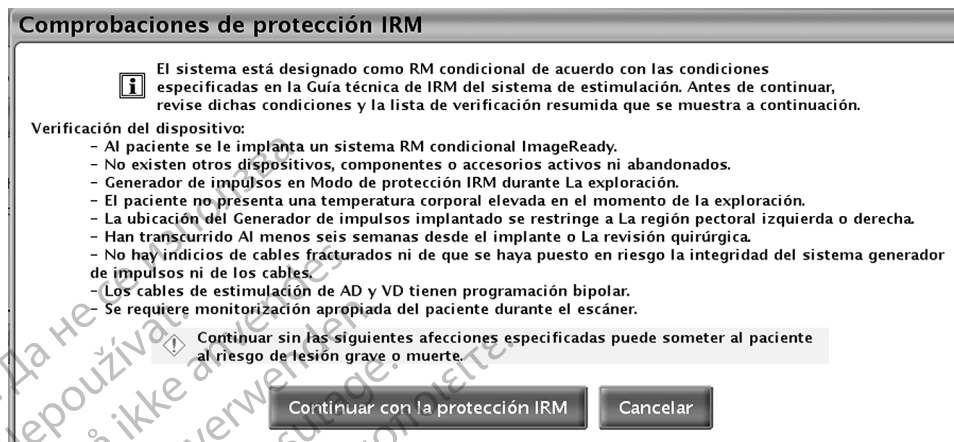 Comprobaciones de protección IRM
El sistema está designado como RM condicional de acuerdo con las condiciones
especificadas en la Guía técnica de IRM del sistema de estimulación. Antes de continuar,
revise dichas condiciones y la lista de verificación resumida que se muestra a continuación.
Verificación del dispositivo:
- Al paciente se le implanta un sistema RM condicional ImageReady.
- No existen otros dispositivos, componentes o accesorios activos ni abandonados.
- Generador de impulsos en Modo de protección IRM durante La exploración.
- El paciente no presenta una temperatura corporal elevada en el momento de la exploración.
- La ubicación del Generador de impulsos implantado se restringe a La región pectoral izquierda o derecha.
- Han transcurrido Al menos seis semanas desde el implante o La revisión quirúrgica.
- No hay indicios de cables fracturados ni de que se haya puesto en riesgo la integridad del sistema generador
de impulsos ni de los cables.
- Los cables de estimulación de AD y VD tienen programación bipolar.
- Se requiere monitorización apropiada del paciente durante el escáner.
Continuar sin las siguientes afecciones especificadas puede someter al paciente
al riesgo de lesión grave o muerte.
Continuar con la protección IRM
Cancelar
Да не се използва
ikke anvendes
verwenden